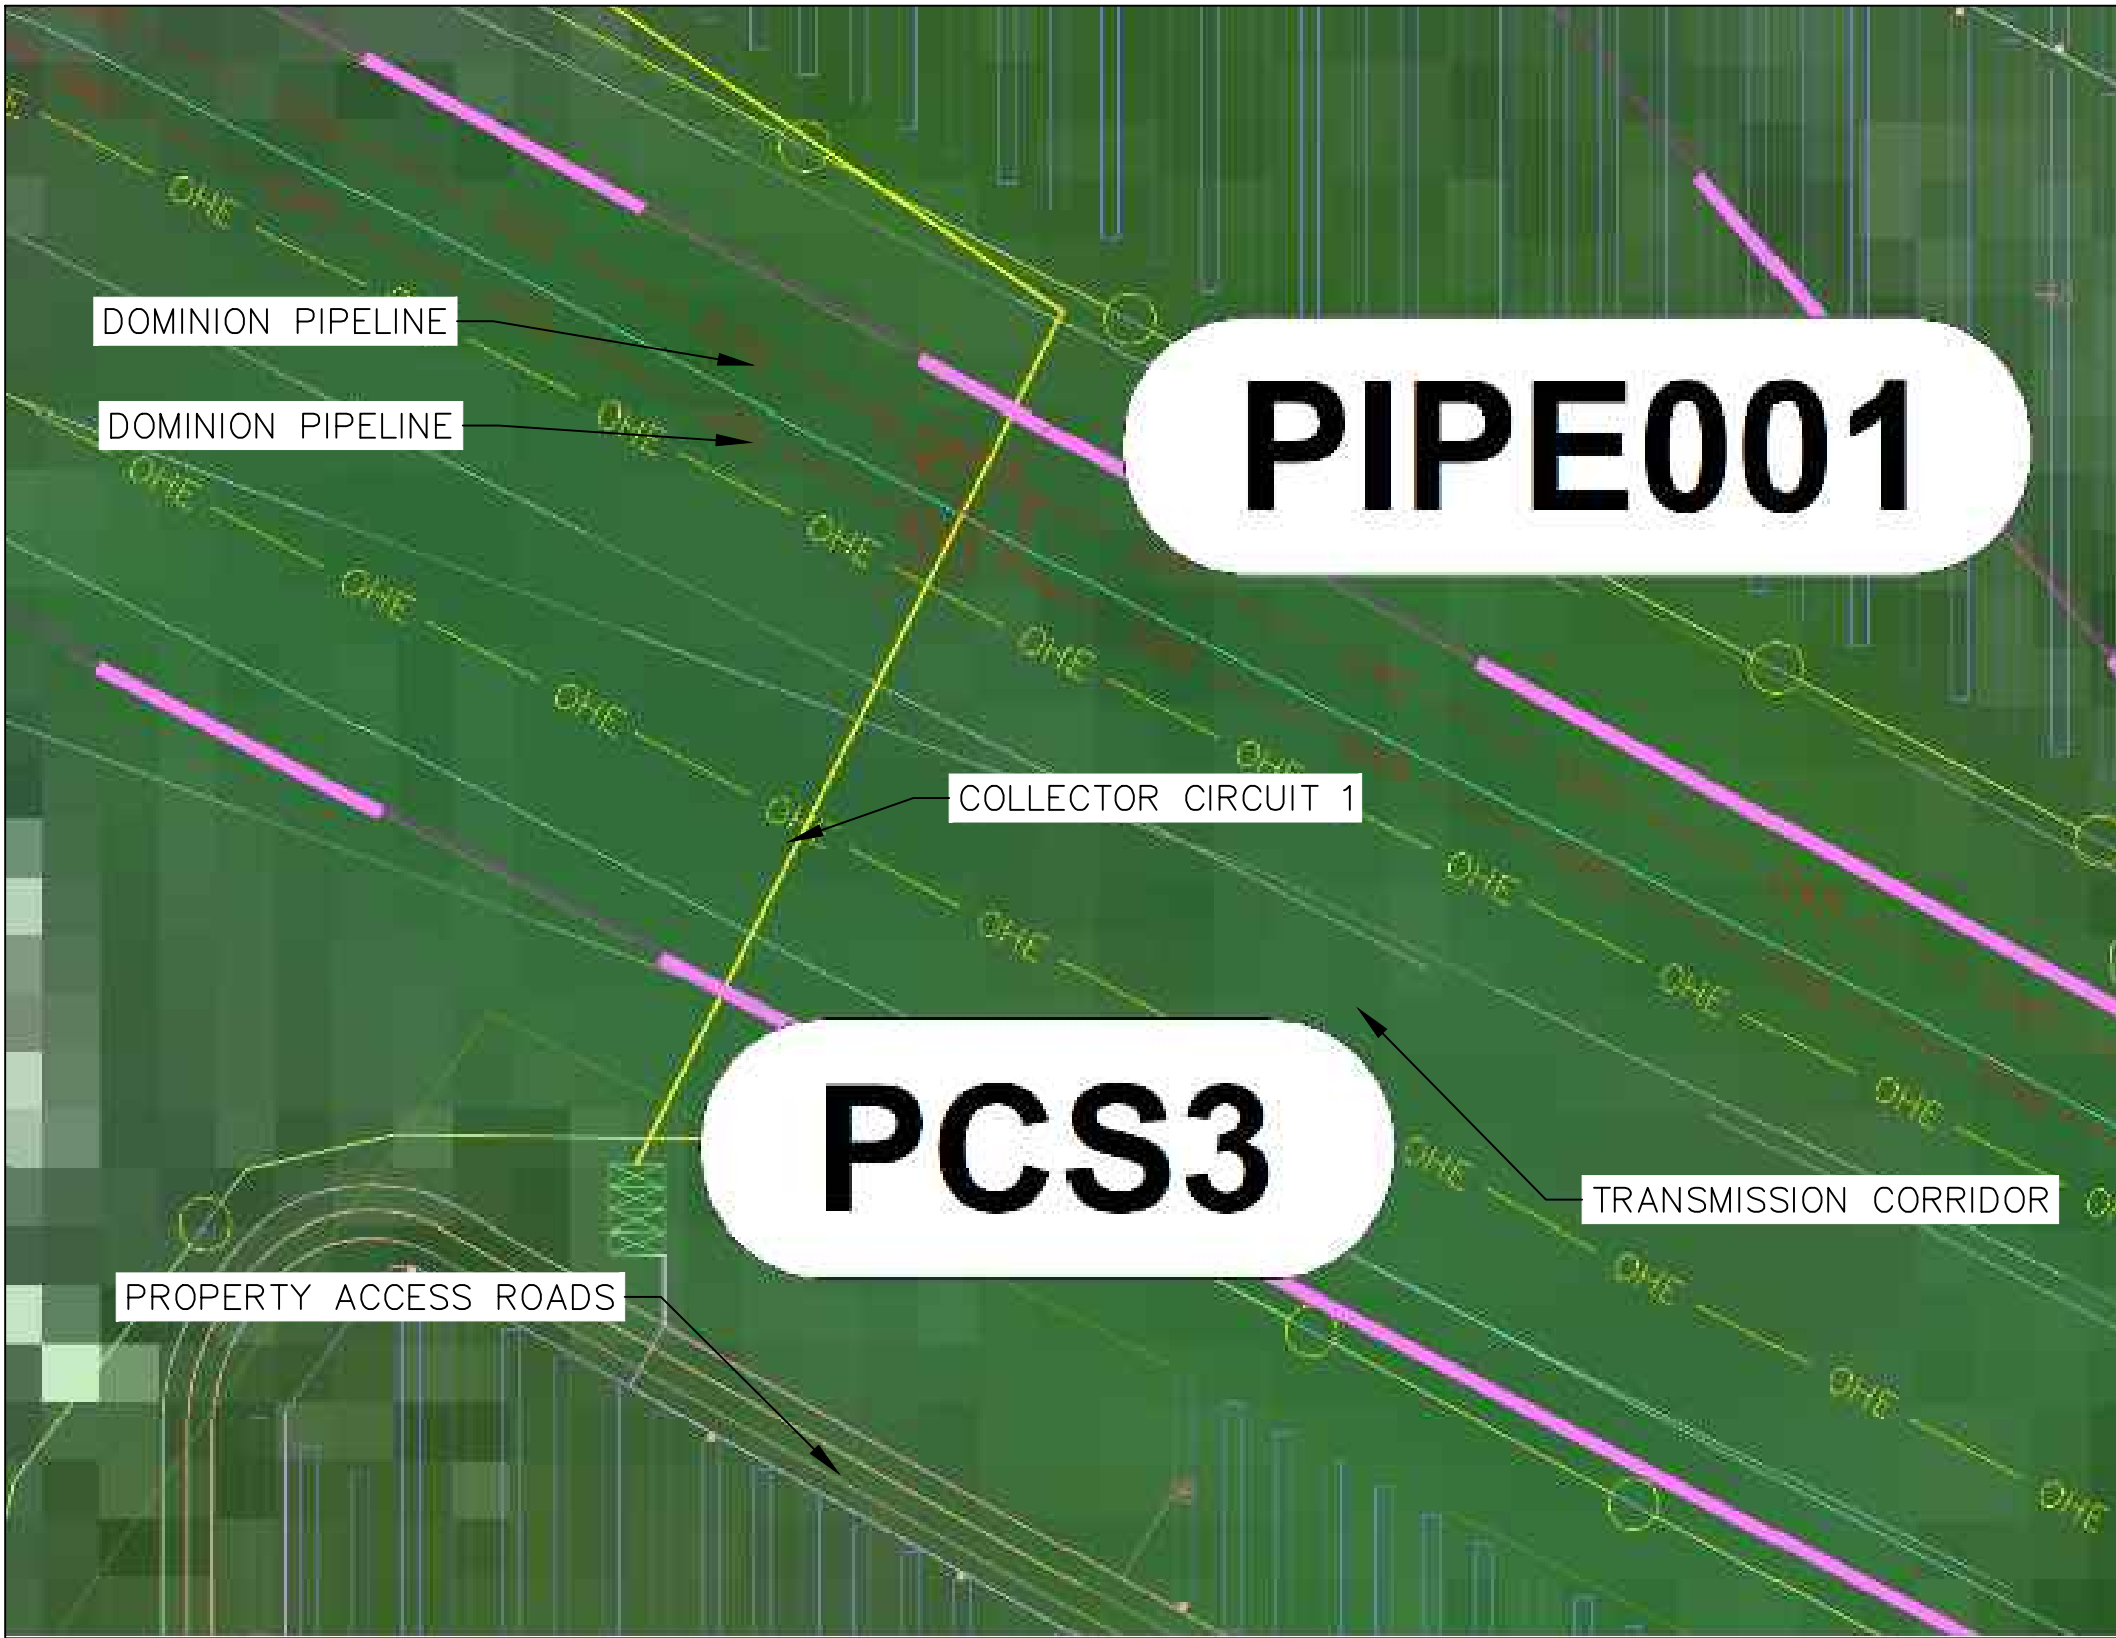 OHE
DOMINION PIPELINE
PIPE001
DOMINION PIPELINE
OHE
OHE
OHE
OHE
OHE
OHE
OHE
COLLECTOR CIRCUIT 1
OHE
OHE
OHE
OHE
PCS3
OHE
TRANSMISSION CORRIDOR
PROPERTY ACCESS ROADS
OHE
OHE
OHE